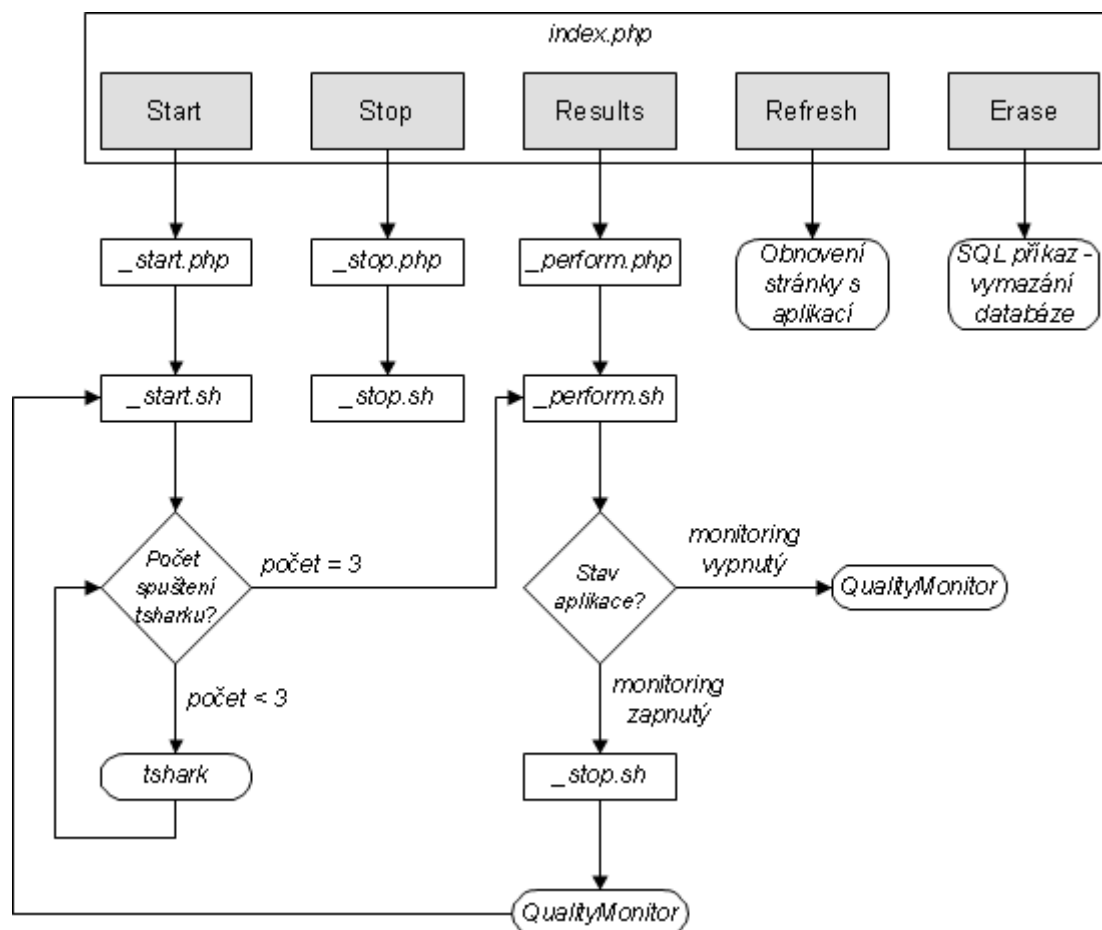 index.php
Start
Stop
Results
Refresh
Erase
_start.php
_stop.php
_perform.php
Obnovení
stránky s
aplikací
SQL příkaz -
vymazání
databáze
_start.sh
_stop.sh
_perform.sh
Počet
spuštení
tsharku?
počet = 3
Stav
aplikace?
monitoring
vypnutý
QualityMonitor
počet < 3
monitoring
zapnutý
tshark
_stop.sh
QualityMonitor